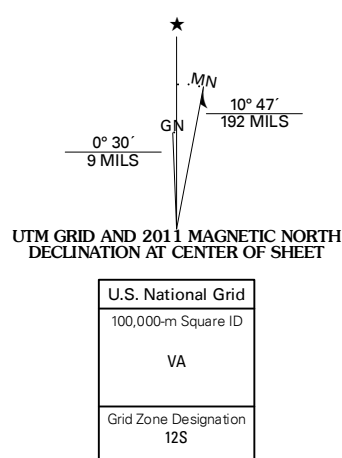 ★
MN
GN
10° 47´
192 MILS
0° 30´
9 MILS
UTM GRID AND 2011 MAGNETIC NORTH
DECLINATION AT CENTER OF SHEET
U.S. National Grid
100,000-m Square ID
VA
Grid Zone Designation
12S